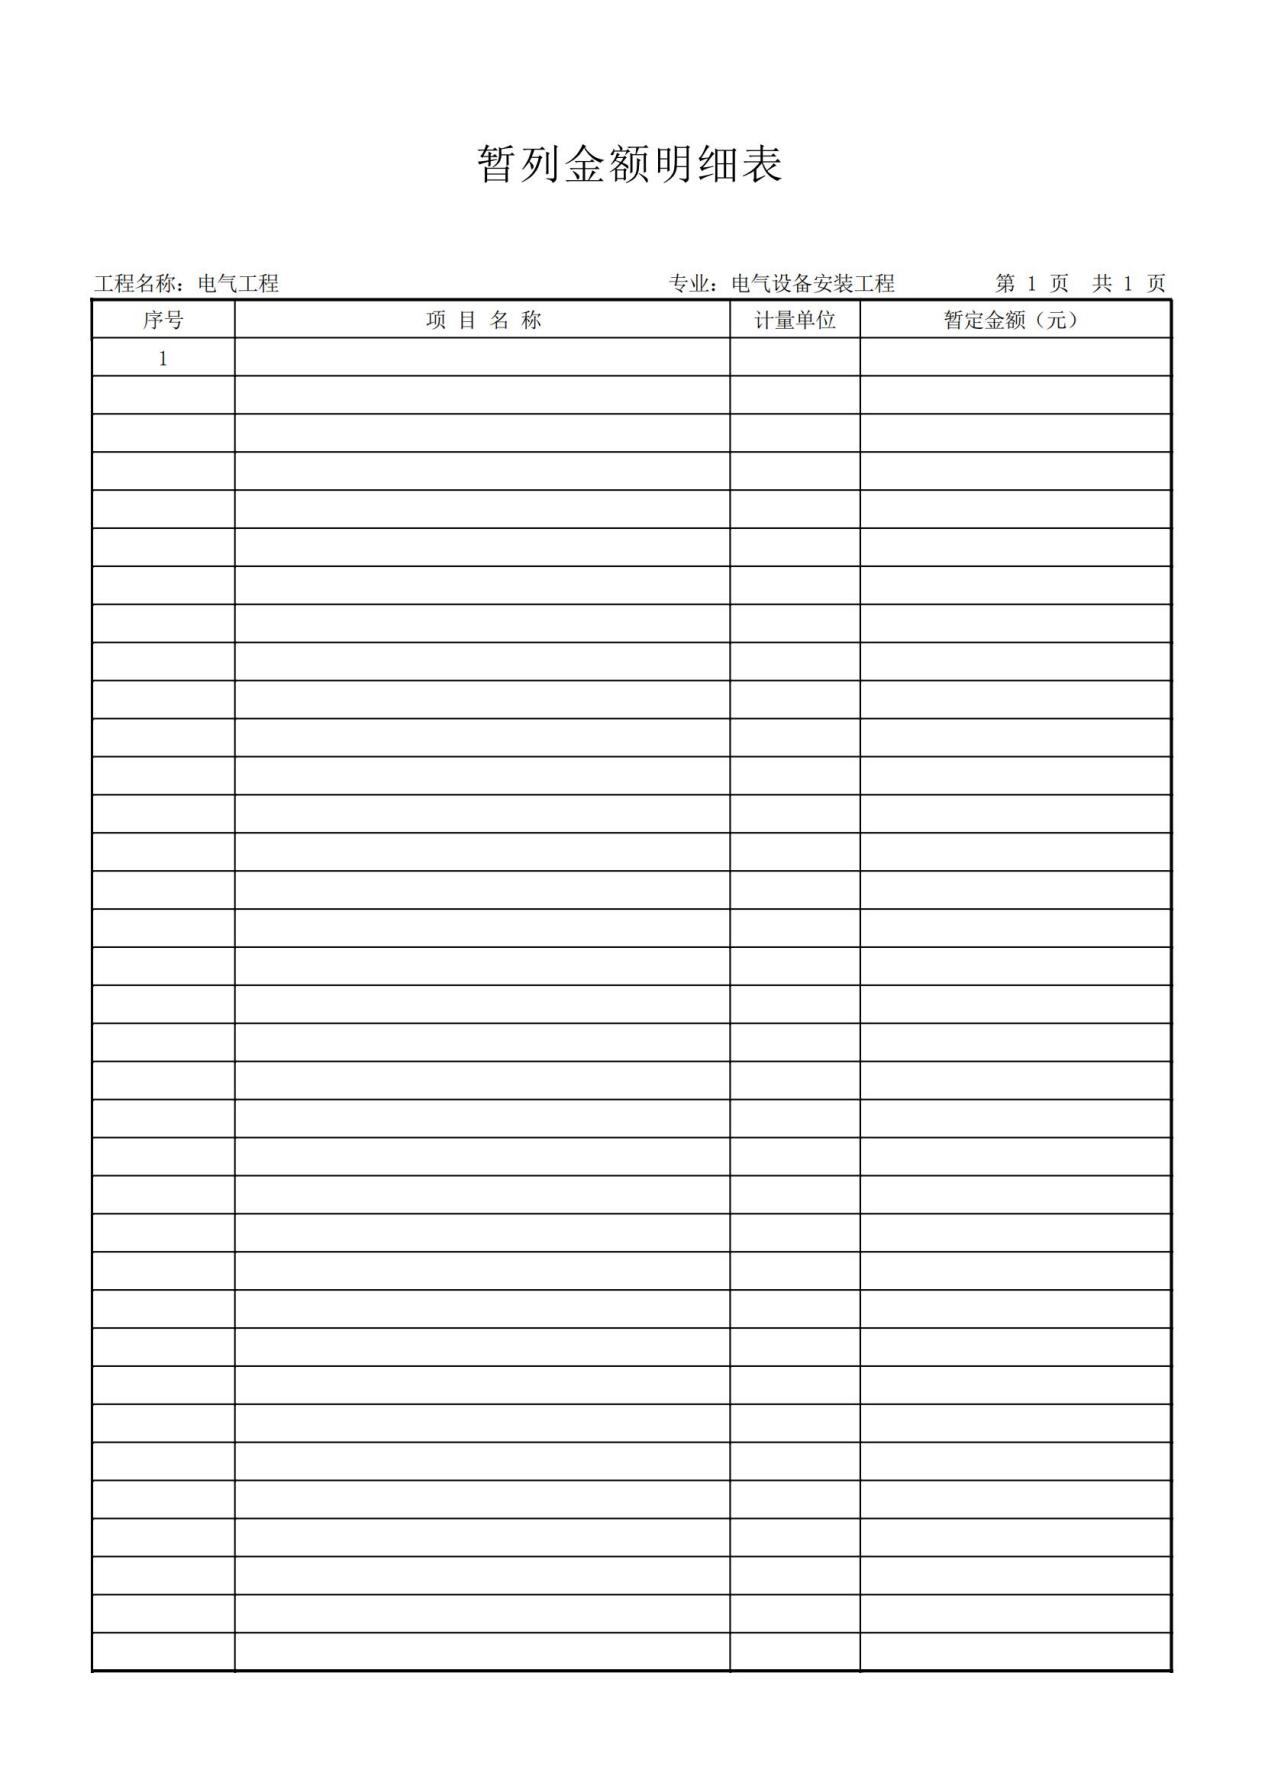 暂列金额明细表
工程名称：电气工程 专业：电气设备安装工程 第 1 页 共 1 页
序号 项 目 名 称 计量单位 暂定金额（元）
1